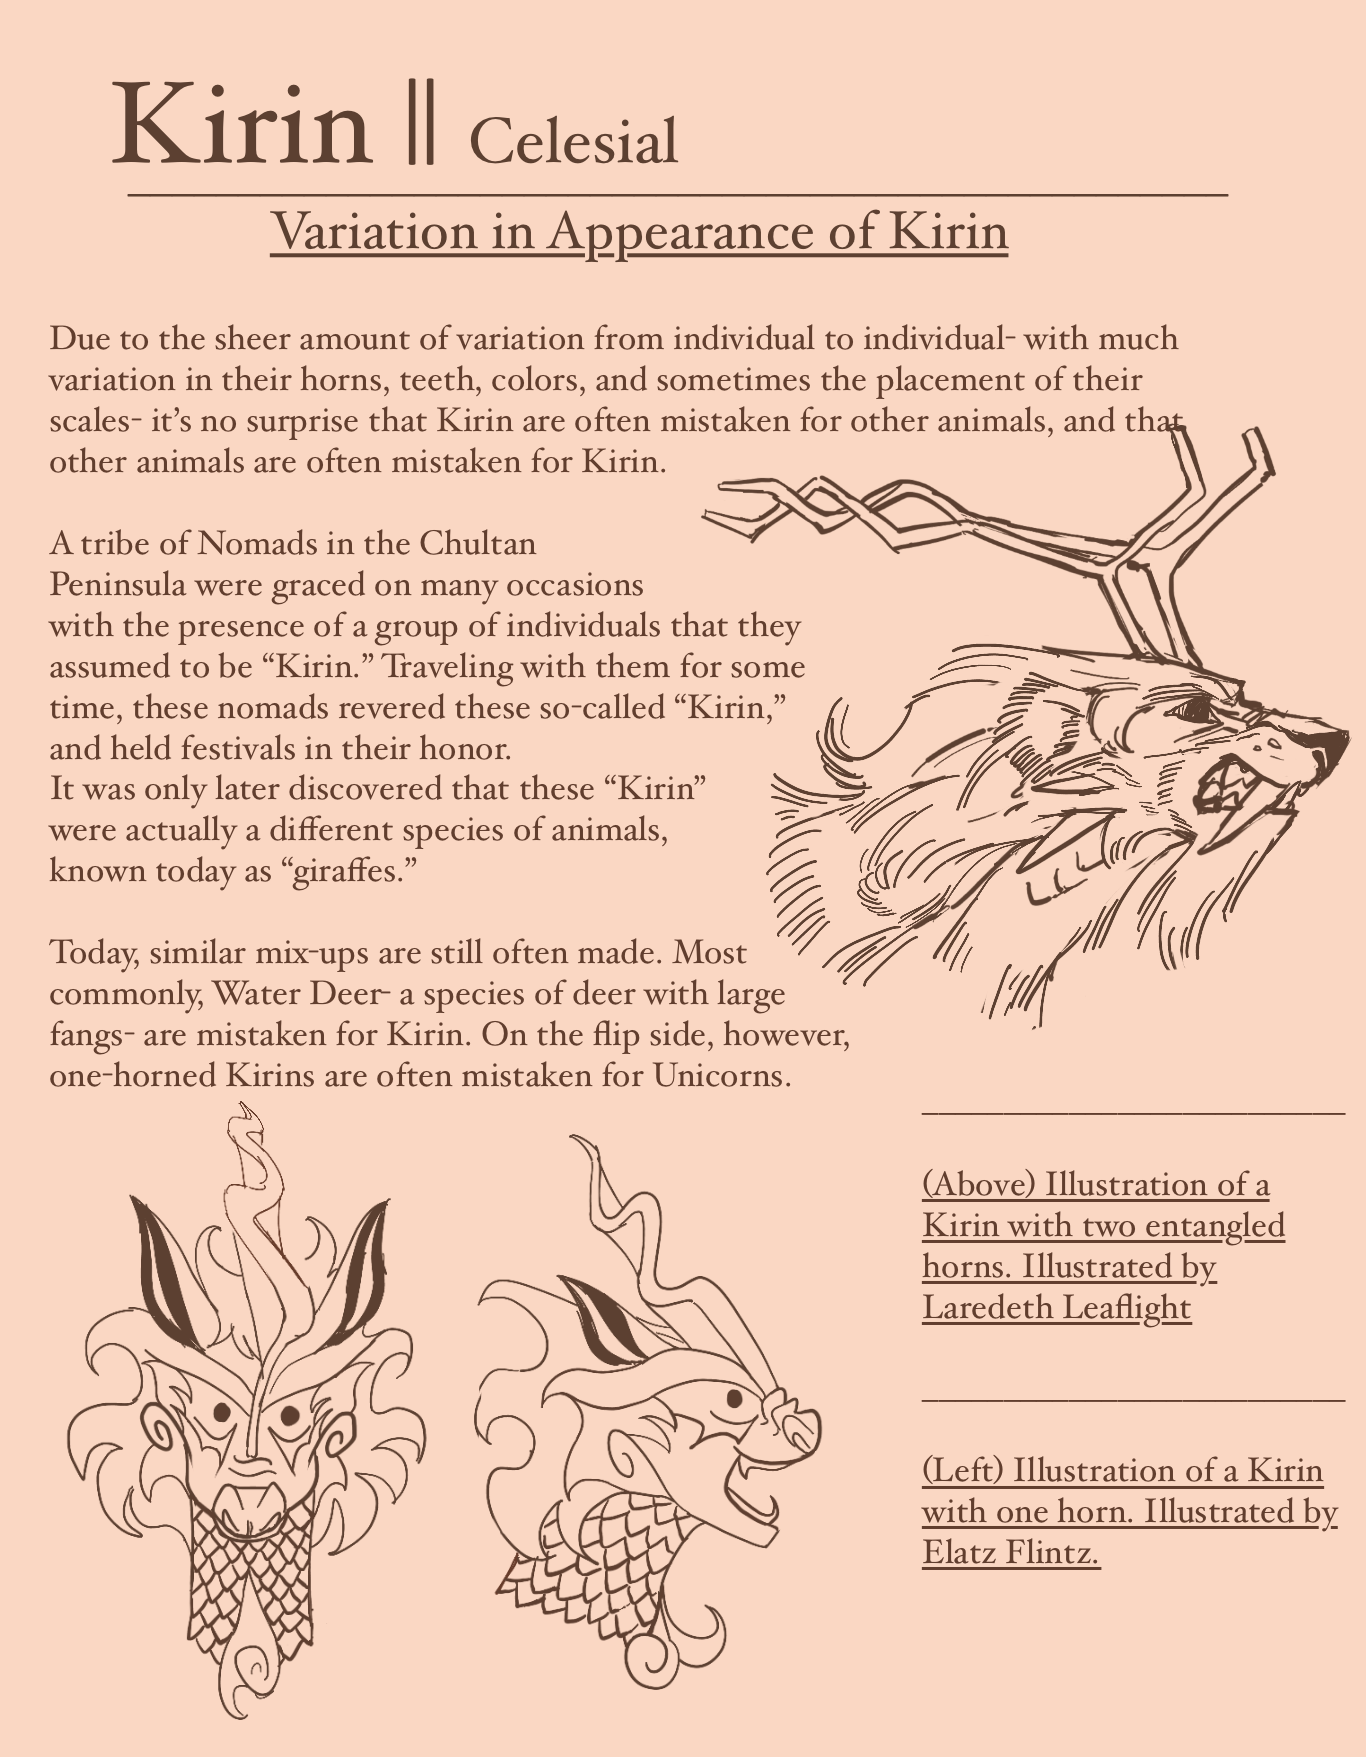 Kirin || Celesial
Variation in Appearance of Kirin
Due to the sheer amount of variation from individual to individual- with much
variation in their horns, teeth, colors, and sometimes the placement of their
scales- it’s no surprise that Kirin are often mistaken for other animals, and that
other animals are often mistaken for Kirin.
A tribe of Nomads in the Chultan
Peninsula were graced on many occasions
with the presence of a group of individuals that they
assumed to be “Kirin.” Traveling with them for some
time, these nomads revered these so-called “Kirin,”
and held festivals in their honor.
It was only later discovered that these “Kirin”
were actually a different species of animals,
known today as “giraffes.”
Today, similar mix-ups are still often made. Most
commonly, Water Deer- a species of deer with large
fangs- are mistaken for Kirin. On the flip side, however,
one-horned Kirins are often mistaken for Unicorns.
(Above) Illustration of a
Kirin with two entangled
horns. Illustrated by
Laredeth Leaflight
(Left) Illustration of a Kirin
with one horn. Illustrated by
Elatz Flintz.